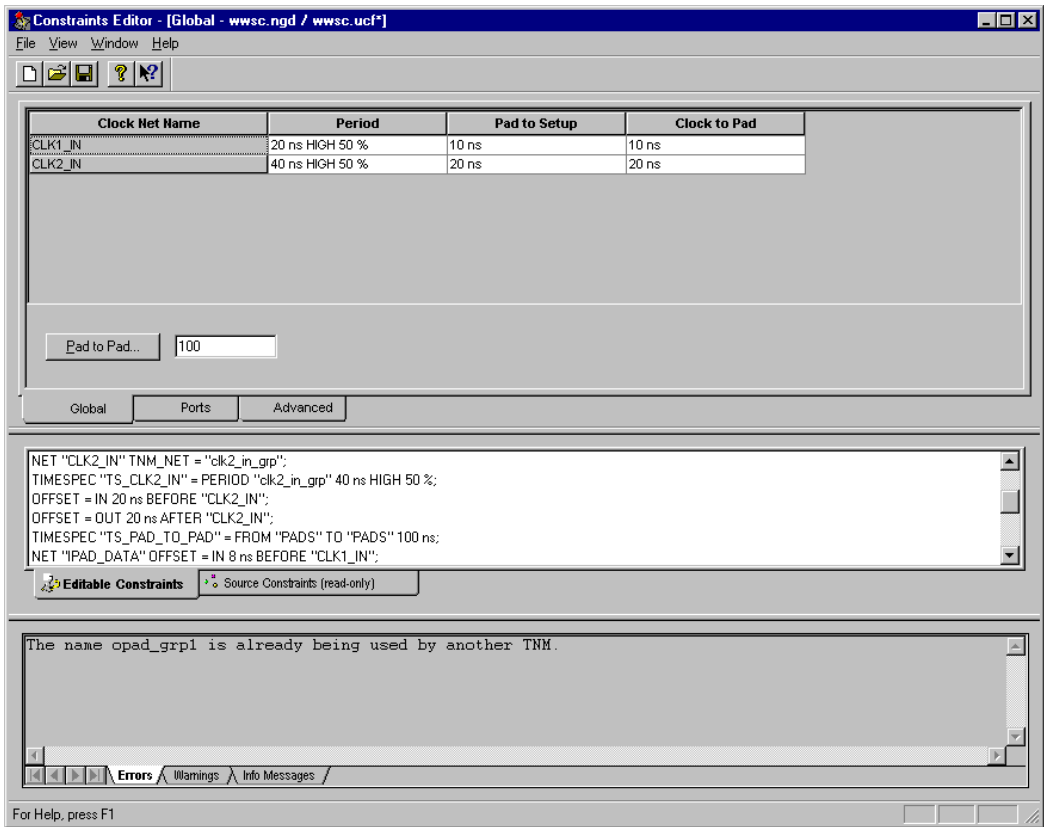 Constraints Editor - [Global - wwsc.ngd / wwsc.ucf*]
File View Window Help
Clock Net Name Period Pad to Setup Clock to Pad
CLK1_IN 20 ns HIGH 50 % 10 ns 10 ns
CLK2_IN 40 ns HIGH 50 % 20 ns 20 ns
Pad to Pad... 100
Global Ports Advanced
NET "CLK2_IN" TNM_NET = "clk2_in_grp";
TIMESPEC "TS_CLK2_IN" = PERIOD "clk2_in_grp" 40 ns HIGH 50 %;
OFFSET = IN 20 ns BEFORE "CLK2_IN";
OFFSET = OUT 20 ns AFTER "CLK2_IN";
TIMESPEC "TS_PAD_TO_PAD" = FROM "PADS" TO "PADS" 100 ns;
NET "IPAD_DATA" OFFSET = IN 8 ns BEFORE "CLK1_IN";
Editable Constraints Source Constraints (read-only)
The name opad_grp1 is already being used by another TNM.
Errors Warnings Info Messages
For Help, press F1